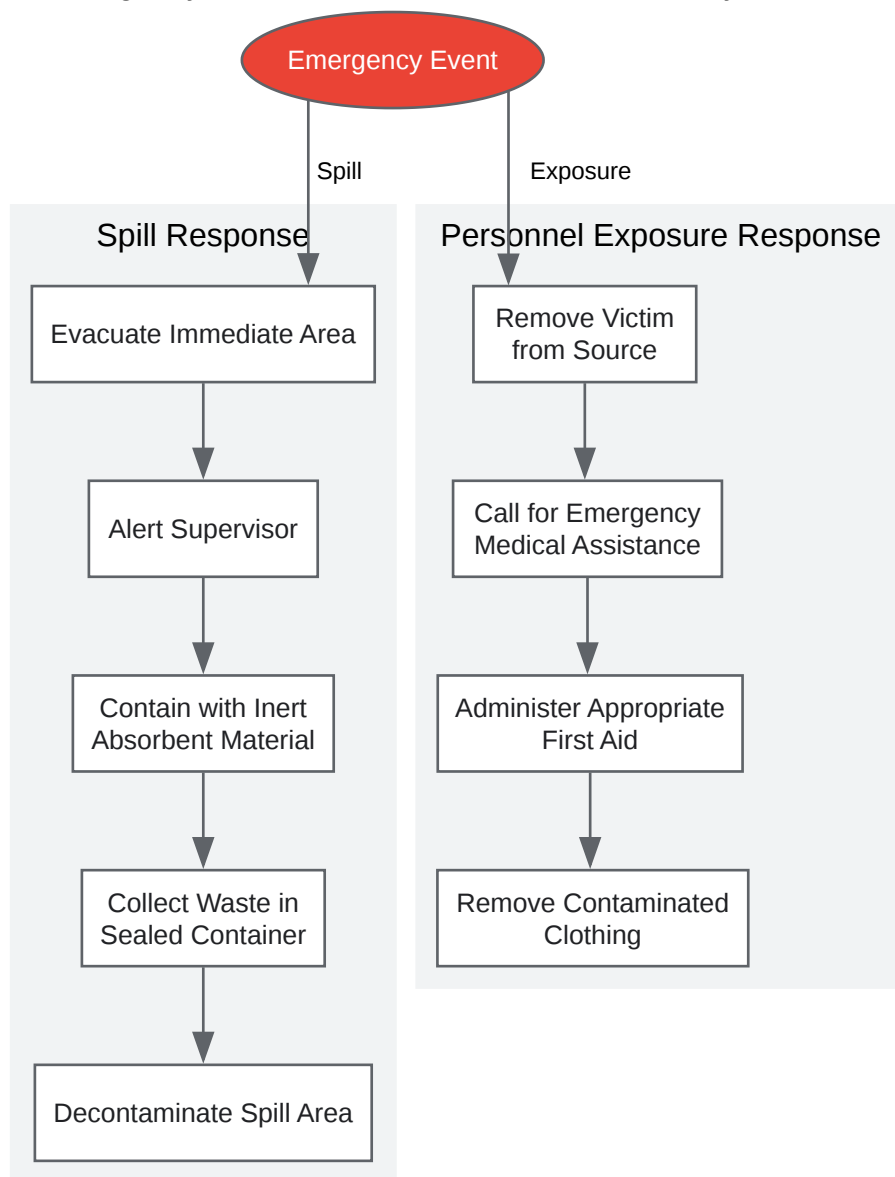 Emergency Event
Spill
Exposure
Spill Response
Evacuate Immediate Area
Alert Supervisor
Contain with Inert
Absorbent Material
Collect Waste in
Sealed Container
Decontaminate Spill Area
Personnel Exposure Response
Remove Victim
from Source
Call for Emergency
Medical Assistance
Administer Appropriate
First Aid
Remove Contaminated
Clothing